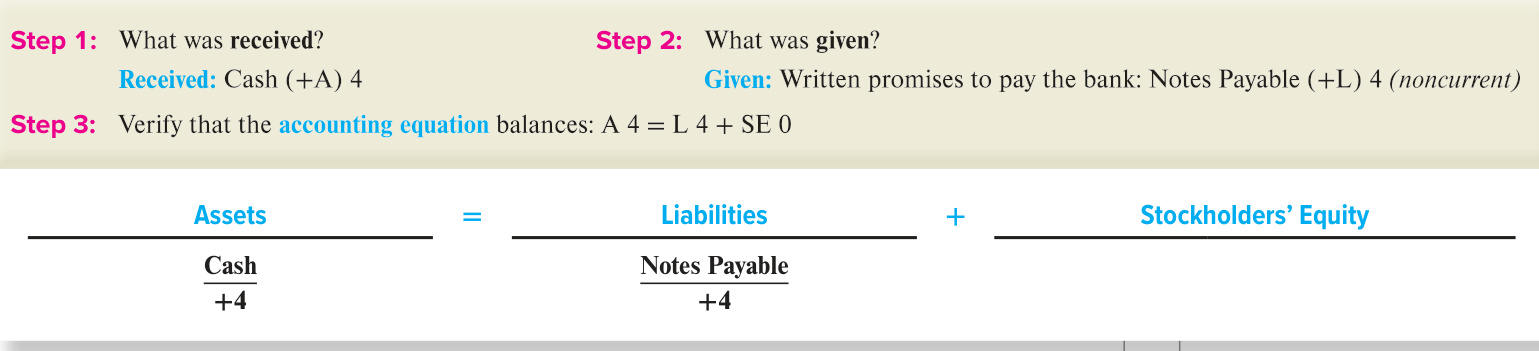 Step 1: What was received? Step 2: What was given?
Received: Cash (+A) 4 Given: Written promises to pay the bank: Notes Payable (+L) 4 (noncurrent)
Step 3: Verify that the accounting equation balances: A 4 = L 4 + SE 0
Assets = Liabilities + Stockholders’ Equity
Cash Notes Payable
+4 +4